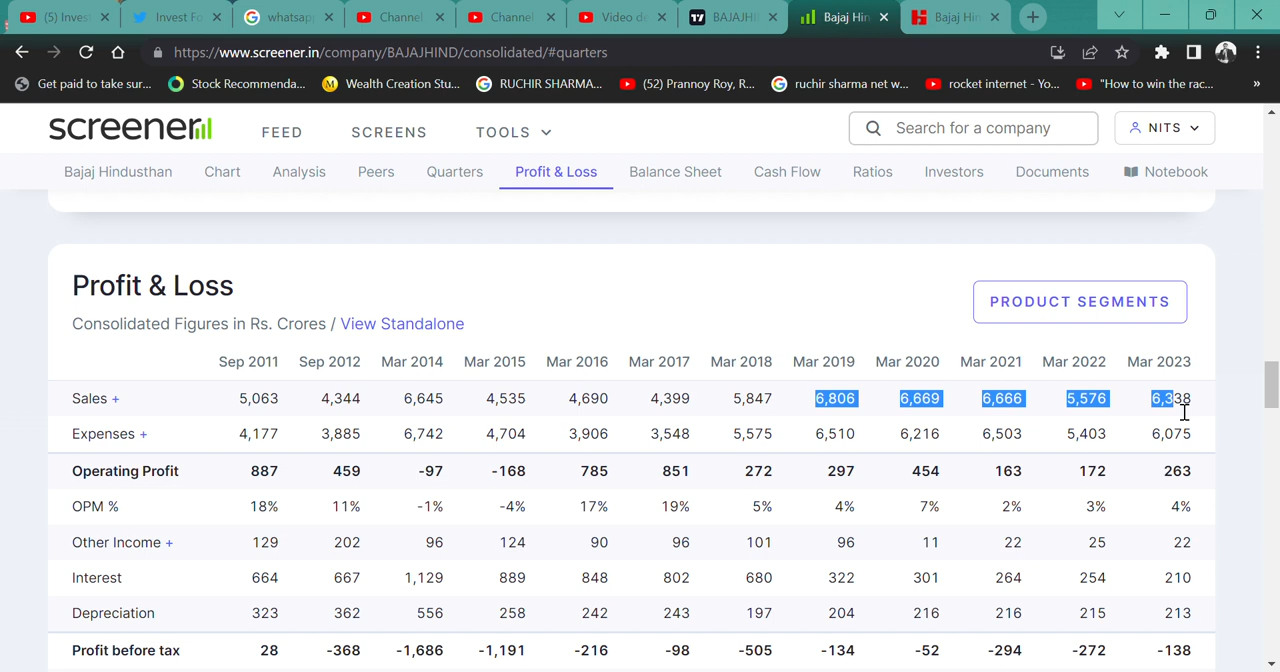 (5) Invest
Invest Fo
whatsapp
Channel
Channel
Video de
BAJAJHI
Bajaj Hin
Bajaj Hin
https://www.screener.in/company/BAJAJHIND/consolidated/#quarters
Get paid to take sur... Stock Recommenda... Wealth Creation Stu... RUCHIR SHARMA... (52) Prannoy Roy, R... ruchir sharma net w... rocket internet - Yo... "How to win the rac... »
screener FEED SCREENS TOOLS Search for a company NITS
Bajaj Hindusthan Chart Analysis Peers Quarters Profit & Loss Balance Sheet Cash Flow Ratios Investors Documents Notebook
Profit & Loss
PRODUCT SEGMENTS
Consolidated Figures in Rs. Crores / View Standalone
Sep 2011 Sep 2012 Mar 2014 Mar 2015 Mar 2016 Mar 2017 Mar 2018 Mar 2019 Mar 2020 Mar 2021 Mar 2022 Mar 2023
Sales + 5,063 4,344 6,645 4,535 4,690 4,399 5,847 6,806 6,669 6,666 5,576 6,338
Expenses + 4,177 3,885 6,742 4,704 3,906 3,548 5,575 6,510 6,216 6,503 5,403 6,075
Operating Profit 887 459 -97 -168 785 851 272 297 454 163 172 263
OPM % 18% 11% -1% -4% 17% 19% 5% 4% 7% 2% 3% 4%
Other Income + 129 202 96 124 90 96 101 96 11 22 25 22
Interest 664 667 1,129 889 848 802 680 322 301 264 254 210
Depreciation 323 362 556 258 242 243 197 204 216 216 215 213
Profit before tax 28 -368 -1,686 -1,191 -216 -98 -505 -134 -52 -294 -272 -138